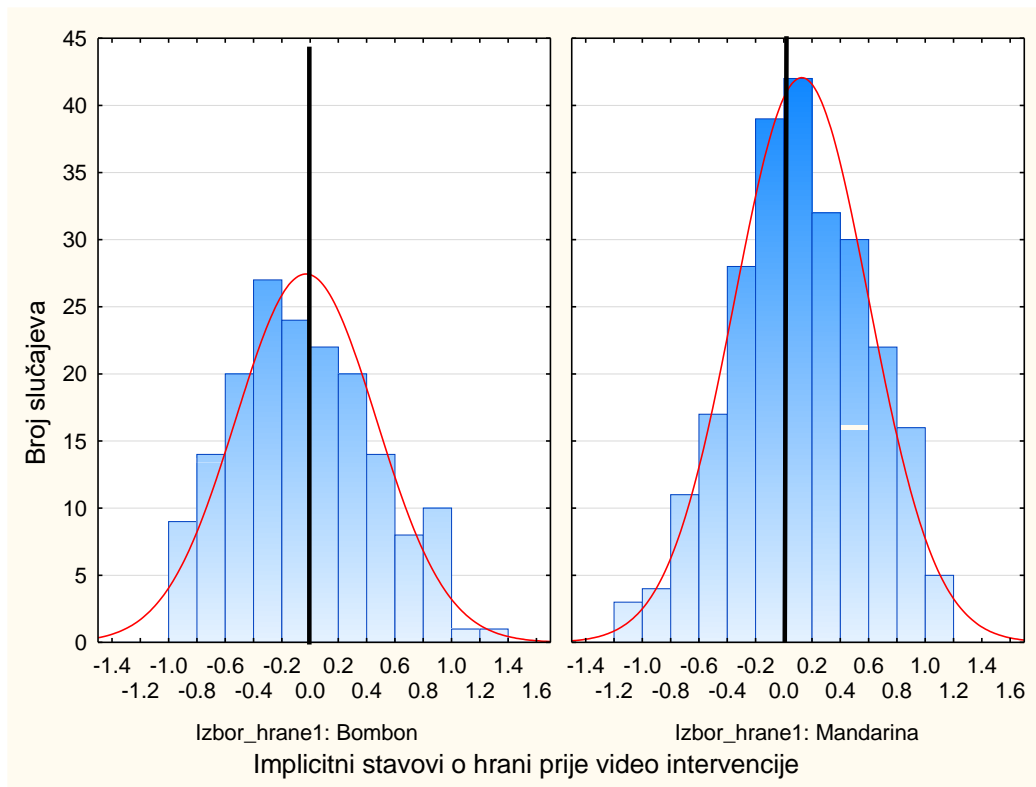 45
40
35
30
25
20
15
10
5
0
Broj slučajeva
-1.4 -1.0 -0.6 -0.2 0.2 0.6 1.0 1.4
-1.2 -0.8 -0.4 0.0 0.4 0.8 1.2 1.6
Izbor_hrane1: Bombon
-1.4 -1.0 -0.6 -0.2 0.2 0.6 1.0 1.4
-1.2 -0.8 -0.4 0.0 0.4 0.8 1.2 1.6
Izbor_hrane1: Mandarina
Implicitni stavovi o hrani prije video intervencije